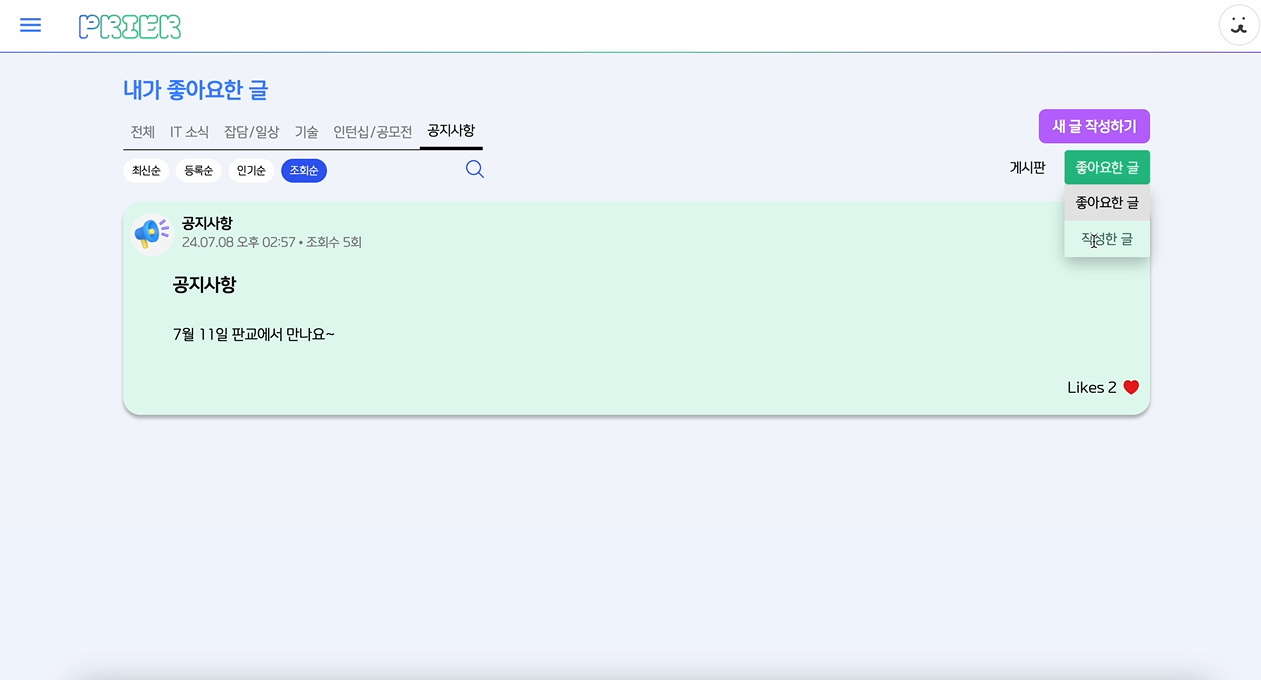 PRIER
내가 좋아요한 글
전체 IT 소식 잡담/일상 기술 인턴십/공모전 공지사항
새 글 작성하기
최신순 등록순 인기순 조회순
게시판 좋아요한 글
좋아요한 글
작성한 글
공지사항
24.07.08 오후 02:57 • 조회수 5회
공지사항
7월 11일 판교에서 만나요~
Likes 2